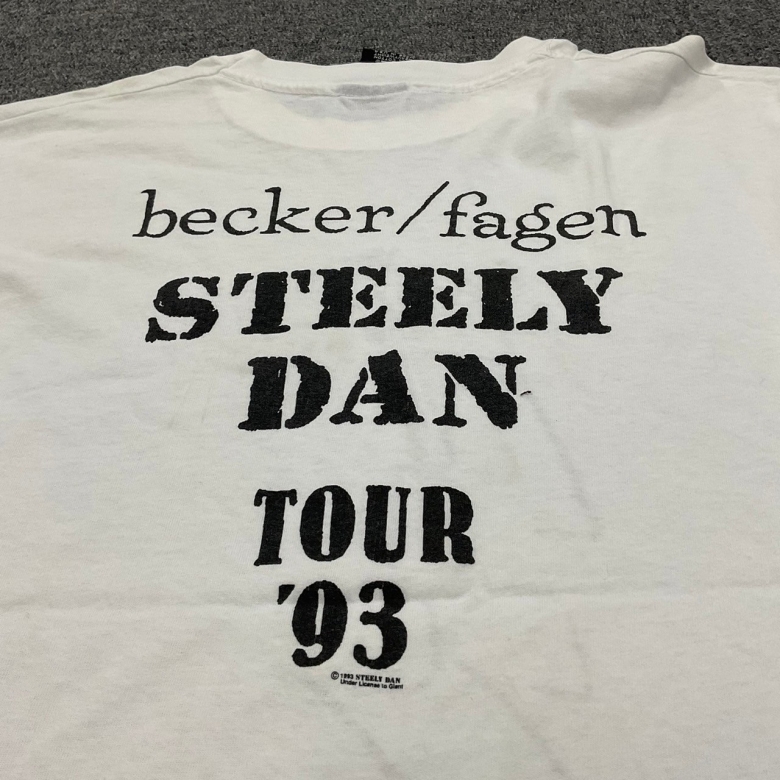 becker/fagen
STEELY
DAN
TOUR
'93
© 1993 STEELY DAN
Under License to Giant